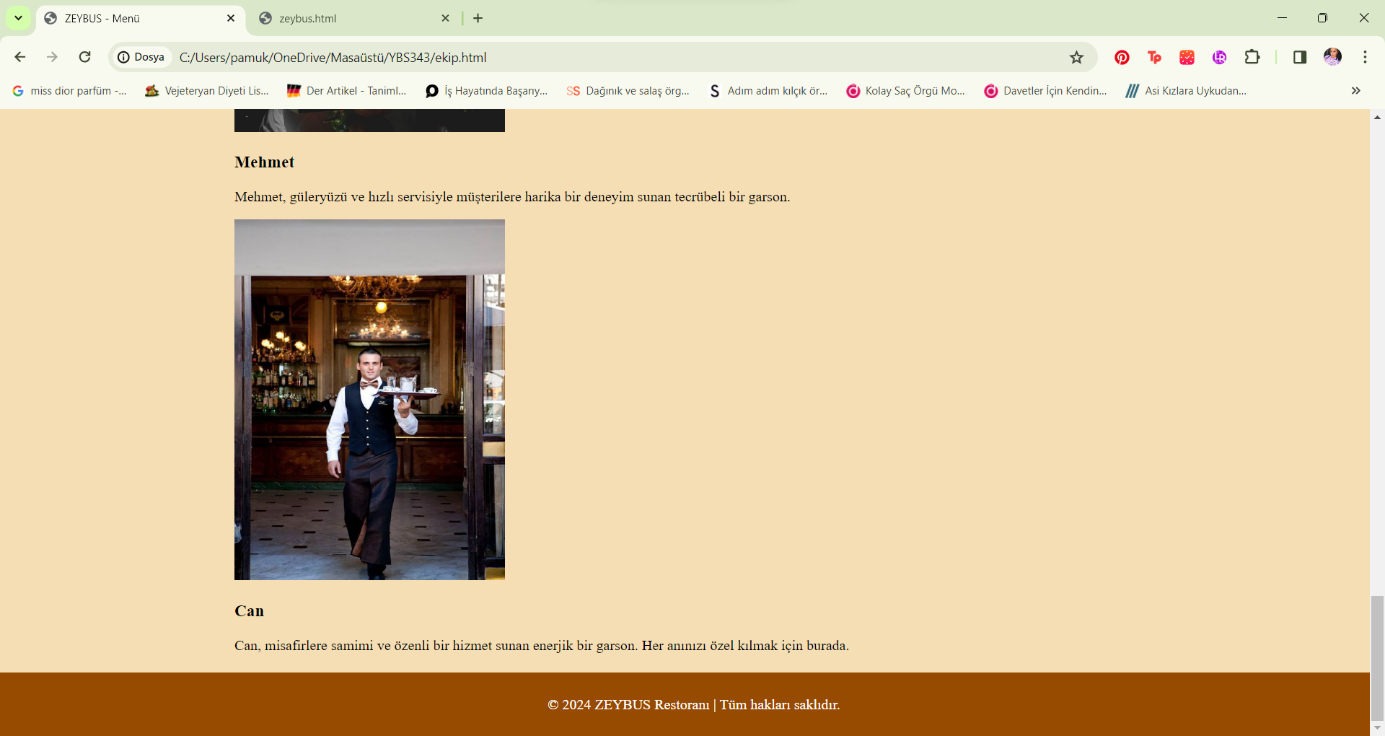 ZEYBUS - Menü
zeybus.html
Dosya
C:/Users/pamuk/OneDrive/Masaüstü/YBS343/ekip.html
miss dior parfüm -...
Vejeteryan Diyeti Lis...
Der Artikel - Taniml...
İş Hayatında Başarıy...
Dağınık ve salaş örg...
Adım adım kılçık ör...
Kolay Saç Örgü Mo...
Davetler İçin Kendin...
Asi Kızlara Uykudan...
Mehmet
Mehmet, güleryüzü ve hızlı servisiyle müşterilere harika bir deneyim sunan tecrübeli bir garson.
Can
Can, misafirlere samimi ve özenli bir hizmet sunan enerjik bir garson. Her anınızı özel kılmak için burada.
© 2024 ZEYBUS Restoranı | Tüm hakları saklıdır.